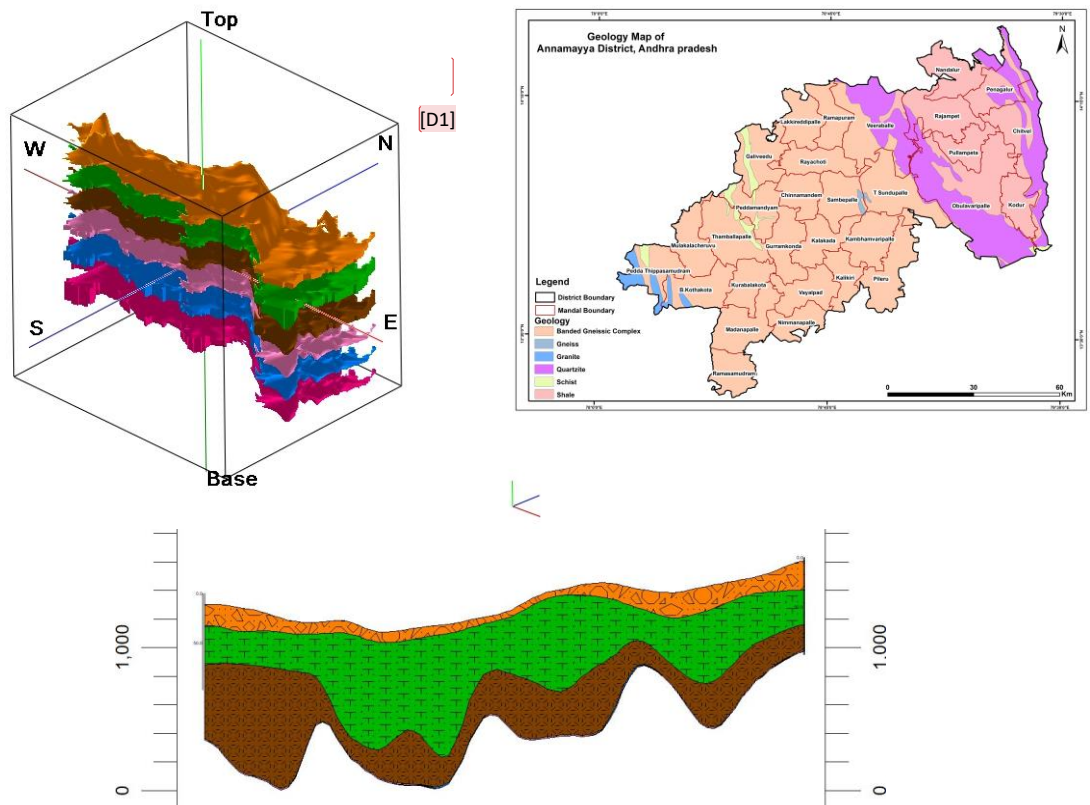 Top
[D1]
W
N
S
E
Base
Geology Map of
Annamayya District, Andhra pradesh
N
Nandalur
Penagalur
Lakkireddipalle
Ramapuram
Veeraballe
Rajampet
Chitvel
Galiveedu
Rayachoti
Pullampeta
Chinnamandem
Sambepalle
T Sundupalle
Peddamandyam
Obulavaripalle
Kodur
Thamballapalle
Mulakalacheruvu
Gurramkonda
Kalakada
Kambhamvaripalle
Pedda Thippasamudram
Kalikiri
Pileru
B.Kothakota
Kurabalakota
Vayalpad
Nimmanapalle
Madanapalle
Ramasamudram
Legend
District Boundary
Mandal Boundary
Geology
Banded Gneissic Complex
Gneiss
Granite
Quartzite
Schist
Shale
0 30 60
Km
1,000
0
1,000
0